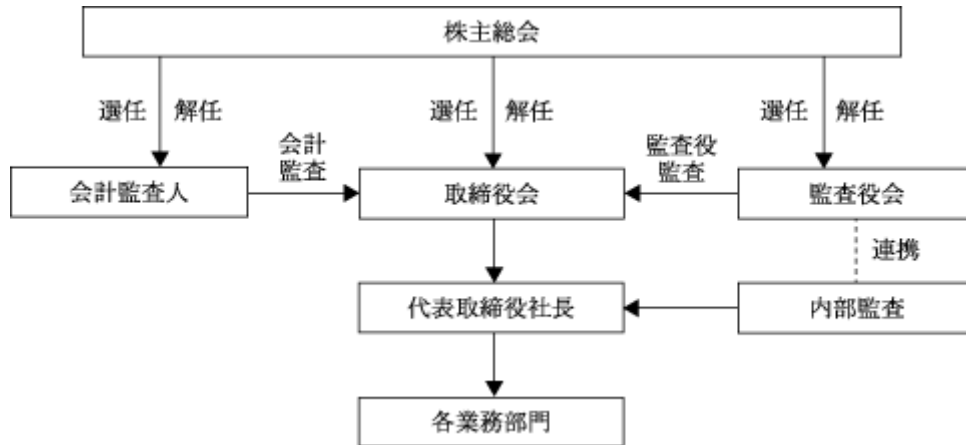 株主総会
選任 解任
選任 解任
選任 解任
会計
監査
監査役
監査
会計監査人
取締役会
監査役会
連携
代表取締役社長
内部監査
各業務部門